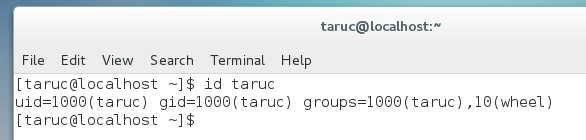 taruc@localhost:~
File Edit View Search Terminal Help
[taruc@localhost ~]$ id taruc
uid=1000(taruc) gid=1000(taruc) groups=1000(taruc),10(wheel)
[taruc@localhost ~]$